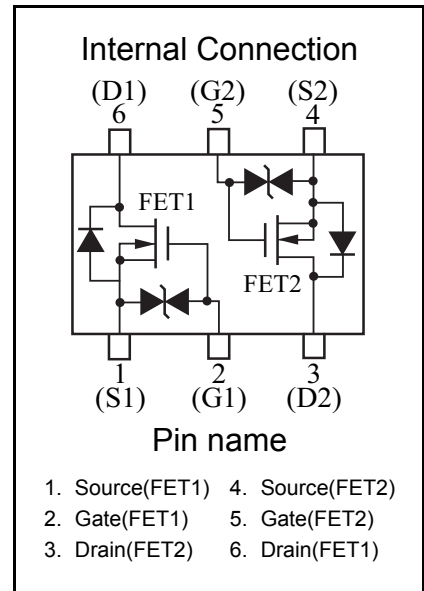 Internal Connection
(D1) (G2) (S2)
6 5 4
FET1
FET2
1 2 3
(S1) (G1) (D2)
Pin name
1. Source(FET1) 4. Source(FET2)
2. Gate(FET1) 5. Gate(FET2)
3. Drain(FET2) 6. Drain(FET1)